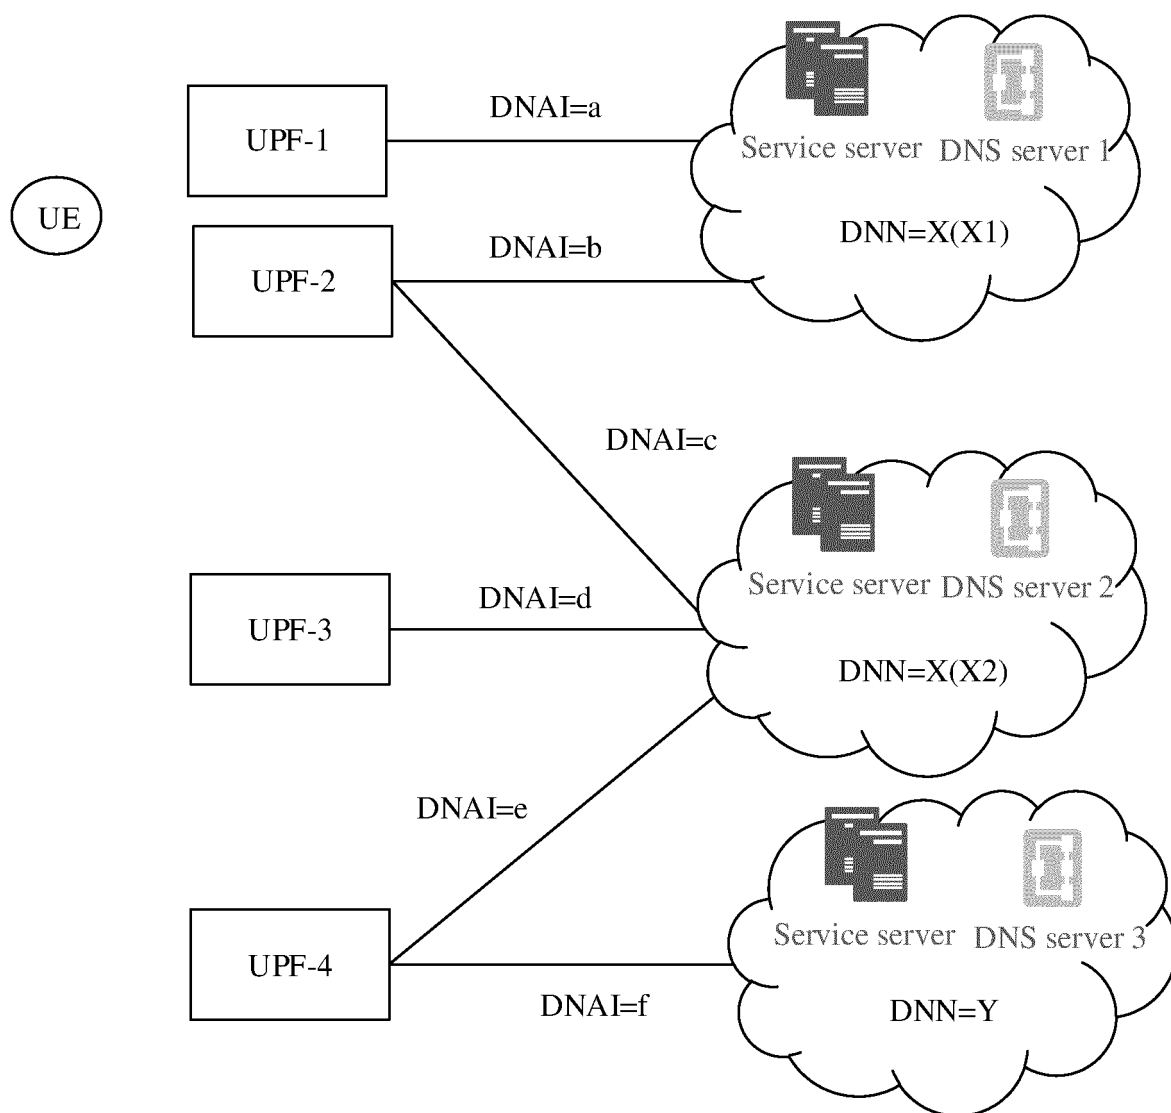 DNAI=a
UPF-1
Service server
DNS server 1
UE
DNAI=b
DNN=X(X1)
UPF-2
DNAI=c
Service server
DNS server 2
DNAI=d
UPF-3
DNN=X(X2)
DNAI=e
Service server
DNS server 3
UPF-4
DNAI=f
DNN=Y